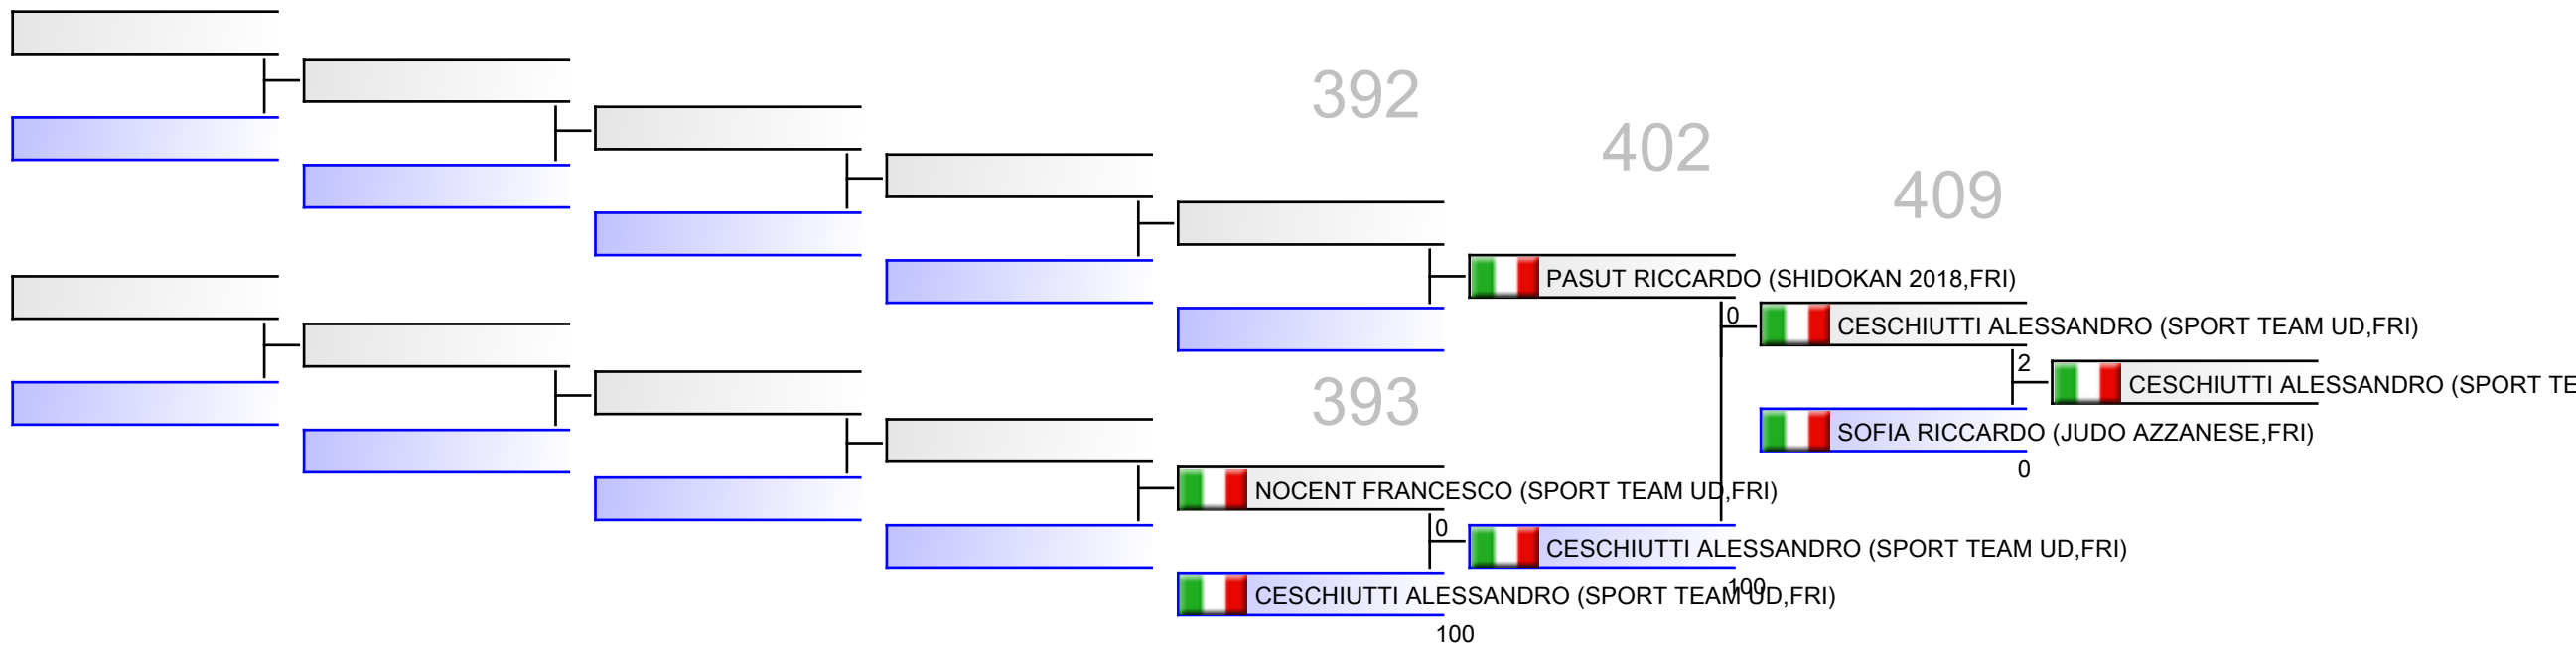 392
402
409
PASUT RICCARDO (SHIDOKAN 2018,FRI)
0
CESCHIUTTI ALESSANDRO (SPORT TEAM UD,FRI)
2
CESCHIUTTI ALESSANDRO (SPORT TE
393
SOFIA RICCARDO (JUDO AZZANESE,FRI)
0
NOCENT FRANCESCO (SPORT TEAM UD,FRI)
0
CESCHIUTTI ALESSANDRO (SPORT TEAM UD,FRI)
100
CESCHIUTTI ALESSANDRO (SPORT TEAM UD,FRI)
100